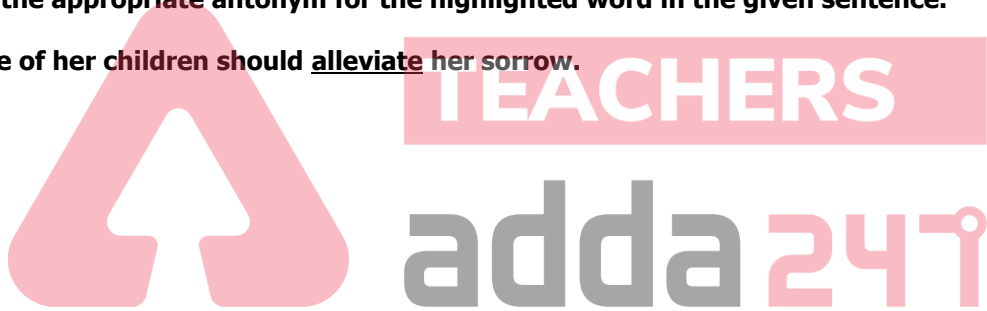 the appropriate antonym for the highlighted word in the given sentence.
of her children should alleviate her sorrow.
TEACHERS
adda 247